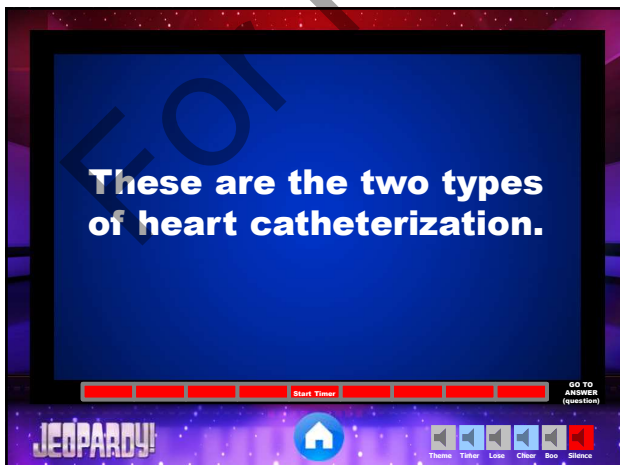 For
These are the two types
of heart catheterization.
Start Timer
GO TO
ANSWER
(question)
JEOPARDY!
Theme Timer Lose Cheer Boo Silence